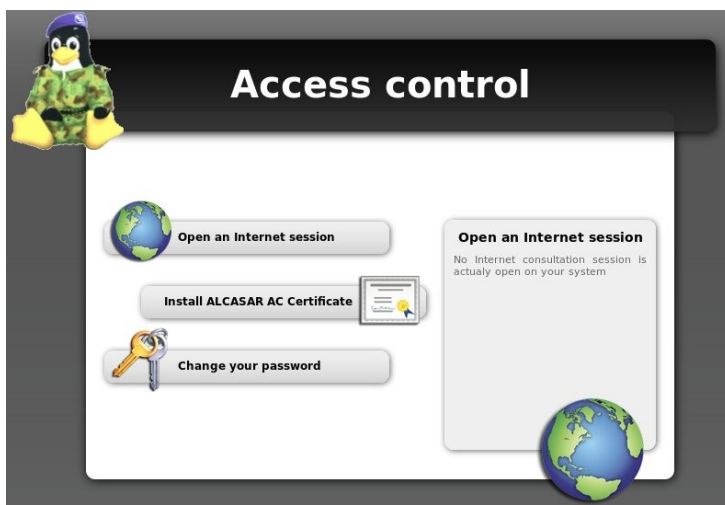 Access control
Open an Internet session
Install ALCASAR AC Certificate
Change your password
Open an Internet session
No Internet consultation session is
actualy open on your system